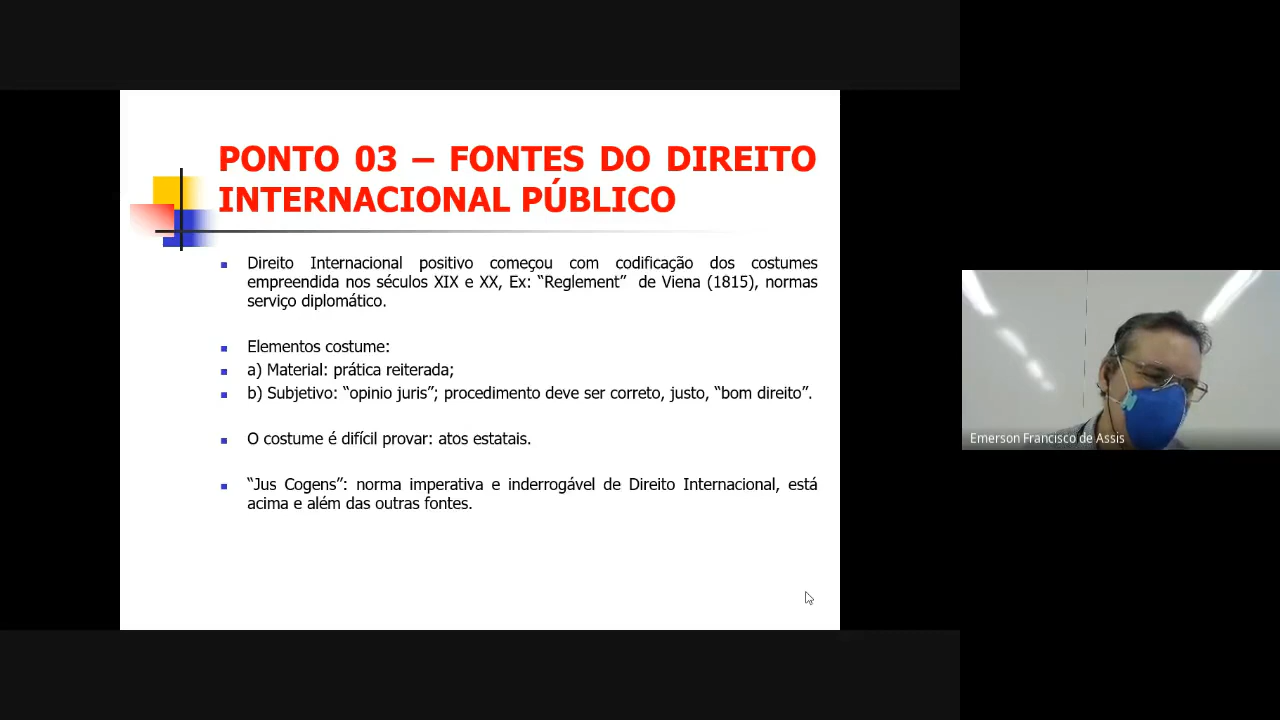 PONTO 03 – FONTES DO DIREITO
INTERNACIONAL PÚBLICO
Direito Internacional positivo começou com codificação dos costumes
empreendida nos séculos XIX e XX, Ex: “Reglement” de Viena (1815), normas
serviço diplomático.
Elementos costume:
a) Material: prática reiterada;
b) Subjetivo: “opinio juris”; procedimento deve ser correto, justo, “bom direito”.
O costume é difícil provar: atos estatais.
“Jus Cogens”: norma imperativa e inderrogável de Direito Internacional, está
acima e além das outras fontes.
Emerson Francisco de Assis